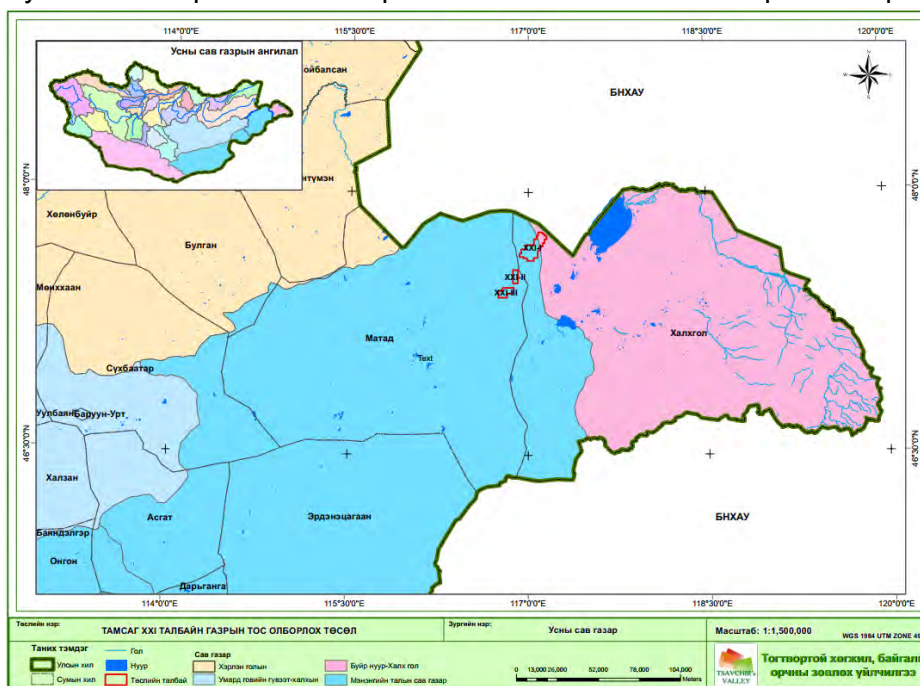 114°0'0"E
115°30'0"E
117°0'0"E
118°30'0"E
120°0'0"E
Усны сав газрын ангилал
БНХАУ
48°0'0"N
48°0'0"N
Хөлөнбуйр
Булган
Мөнххаан
XXI-I
XXI-II
XXI-III
Матад
Text
Халхгол
Сүхбаатар
Уулбаян
Баруун-Урт
46°30'0"N
46°30'0"N
Халзан
Асгат
Эрдэнэцагаан
БНХАУ
Баяндэлгэр
Онгон
Дарьганга
114°0'0"E
115°30'0"E
117°0'0"E
118°30'0"E
120°0'0"E
Төслийн нэр:
ТАМСАГ XXI ТАЛБАЙН ГАЗРЫН ТОС ОЛБОРЛОХ ТӨСӨЛ
Зургийн нэр:
Усны сав газар
Масштаб: 1:1,500,000
WGS 1984 UTM ZONE
Таних тэмдэг
Улсын хил
Сумын хил
Гол
Нуур
Төслийн талбай
Сав газар
Хэрлэн голын
Умард говийн гүвээт-халхын
Буйр нуур-Халх гол
Мэнэнгийн талын сав газар
0 13,000 26,000 52,000 78,000 104,000
Meters
TSAVCHIR'S
VALLEY
Тогтвортой хөгжил, байгаль
орчны зөвлөх үйлчилгээ